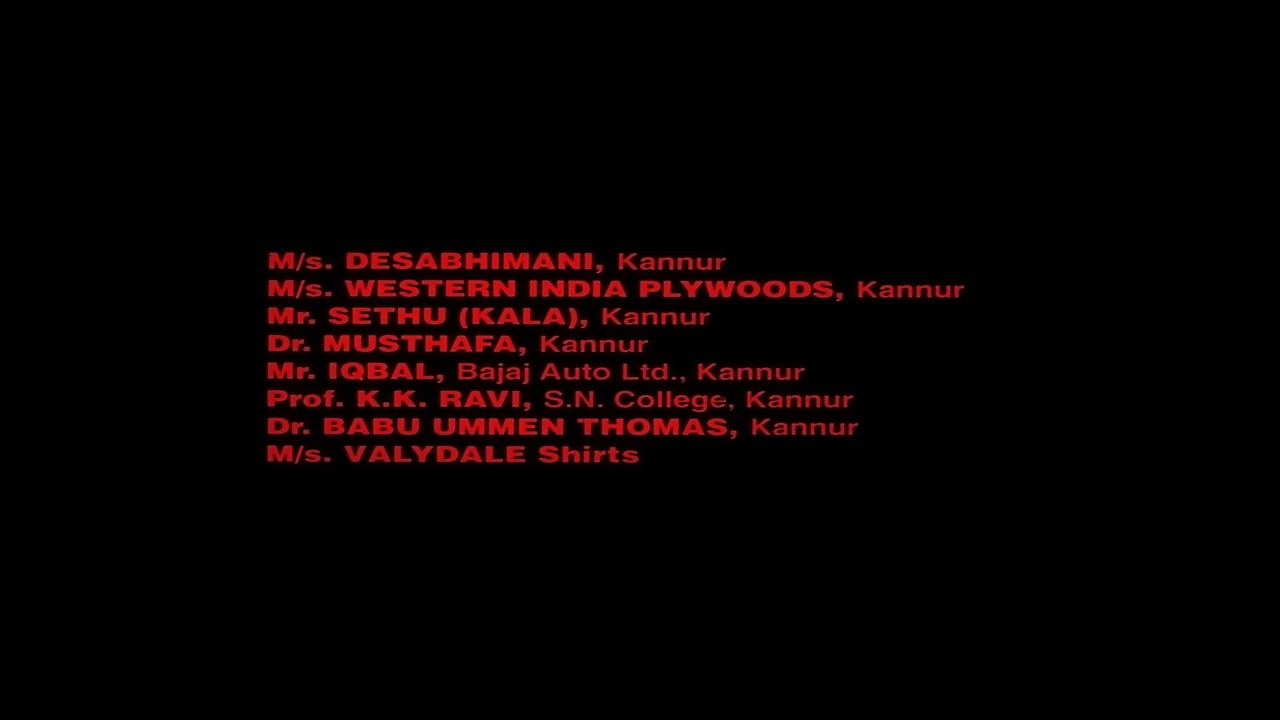 M/s. DESABHIMANI, Kannur
M/s. WESTERN INDIA PLYWOODS, Kannur
Mr. SETHU (KALA), Kannur
Dr. MUSTHAFA, Kannur
Mr. IQBAL, Bajaj Auto Ltd., Kannur
Prof. K.K. RAVI, S.N. College, Kannur
Dr. BABU UMMEN THOMAS, Kannur
M/s. VALYDALE Shirts